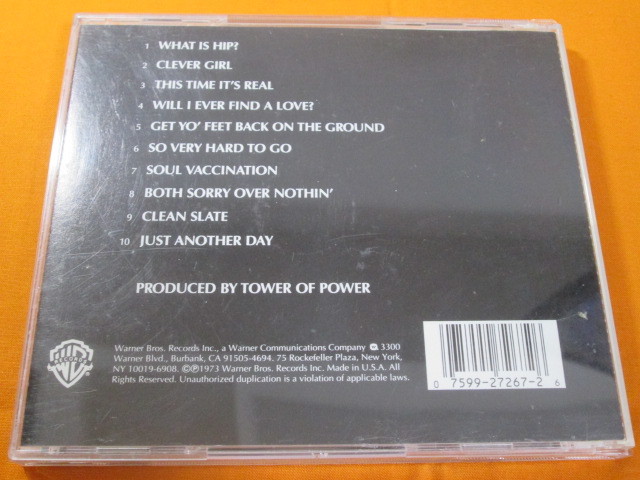 1 WHAT IS HIP?
2 CLEVER GIRL
3 THIS TIME IT'S REAL
4 WILL I EVER FIND A LOVE?
5 GET YO' FEET BACK ON THE GROUND
6 SO VERY HARD TO GO
7 SOUL VACCINATION
8 BOTH SORRY OVER NOTHIN'
9 CLEAN SLATE
10 JUST ANOTHER DAY
PRODUCED BY TOWER OF POWER
Warner Bros. Records Inc., a Warner Communications Company 3300
Warner Blvd., Burbank, CA 91505-4694. 75 Rockefeller Plaza, New York,
NY 10019-6908. ©℗1973 Warner Bros. Records Inc. Made in U.S.A. All
Rights Reserved. Unauthorized duplication is a violation of applicable laws.
WB
RECORDS
0 7599-27267-2 6